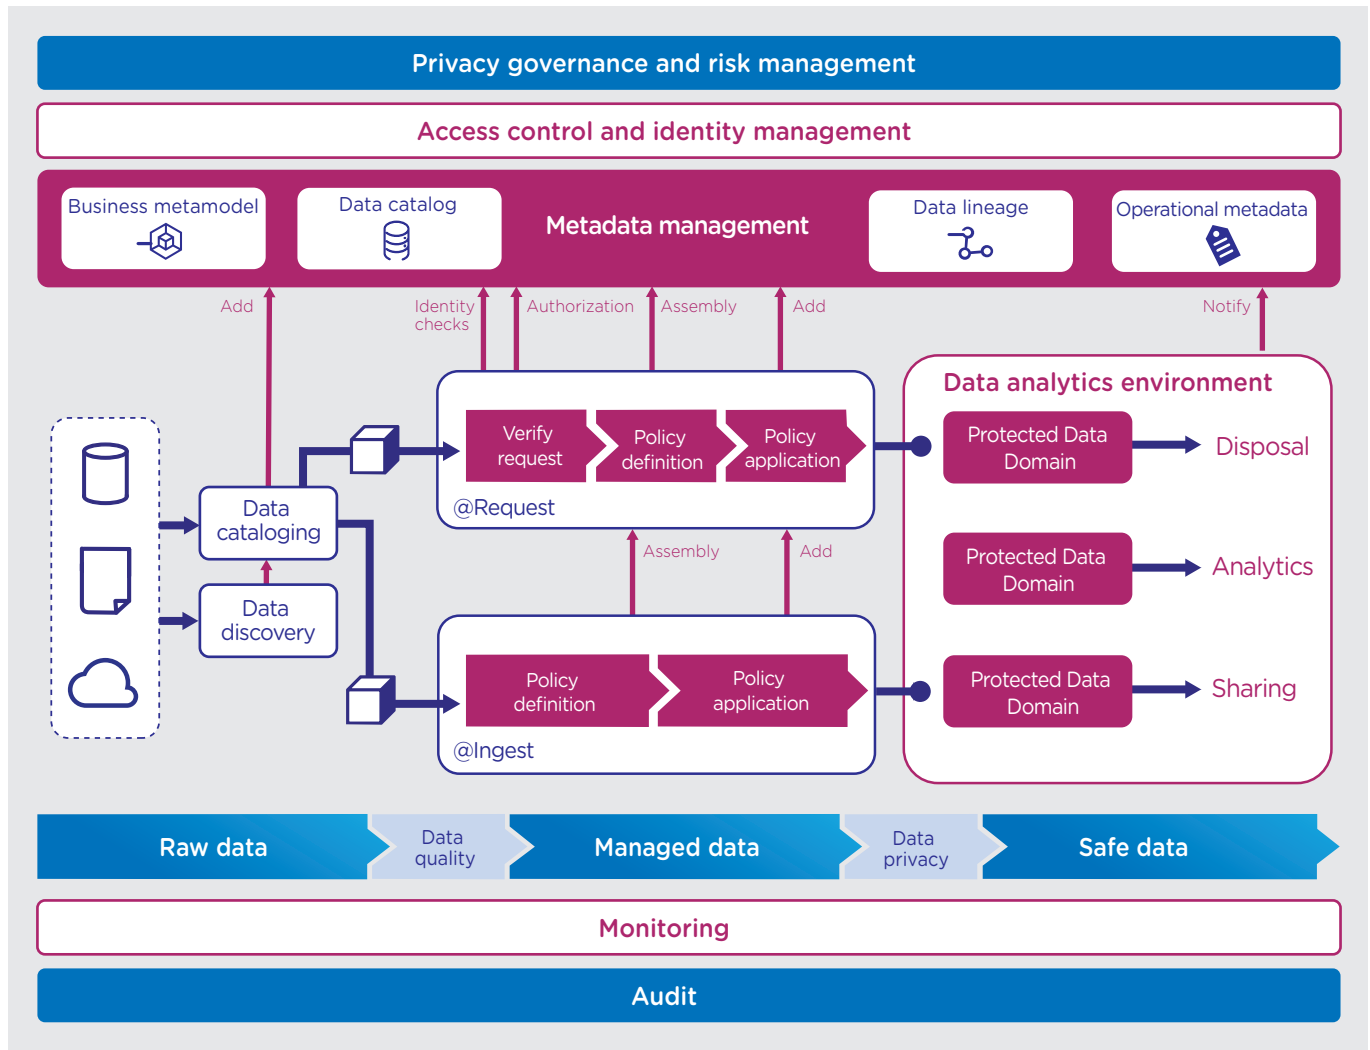 Privacy governance and risk management
Access control and identity management
Business metamodel
Data catalog
Metadata management
Data lineage
Operational metadata
Add
Identity
checks
Authorization
Assembly
Add
Notify
Data analytics environment
Verify
request
Policy
definition
Policy
application
@Request
Protected Data
Domain
Disposal
Data
cataloging
Assembly
Add
Protected Data
Domain
Analytics
Data
discovery
Policy
definition
Policy
application
@Ingest
Protected Data
Domain
Sharing
Raw data
Data
quality
Managed data
Data
privacy
Safe data
Monitoring
Audit